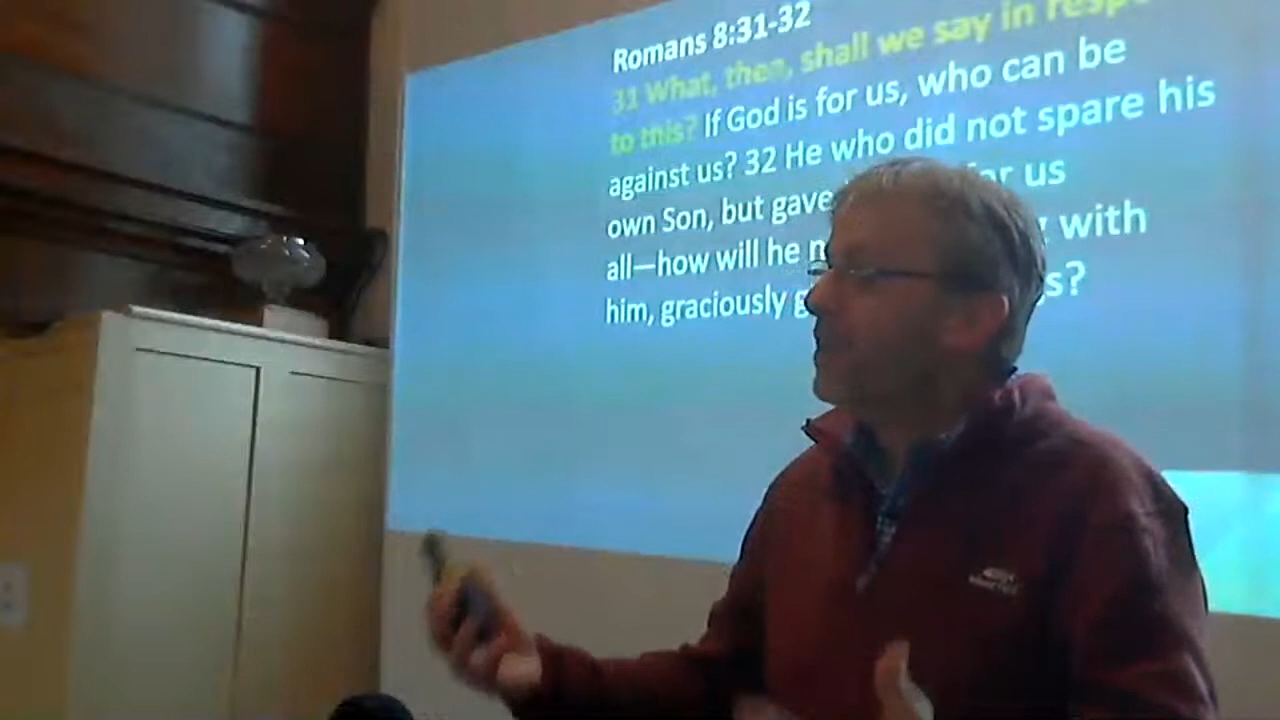 Romans 8:31-32
31 What, then, shall we say in resp
to this? If God is for us, who can be
against us? 32 He who did not spare his
own Son, but gave for us
all—how will he with
him, graciously